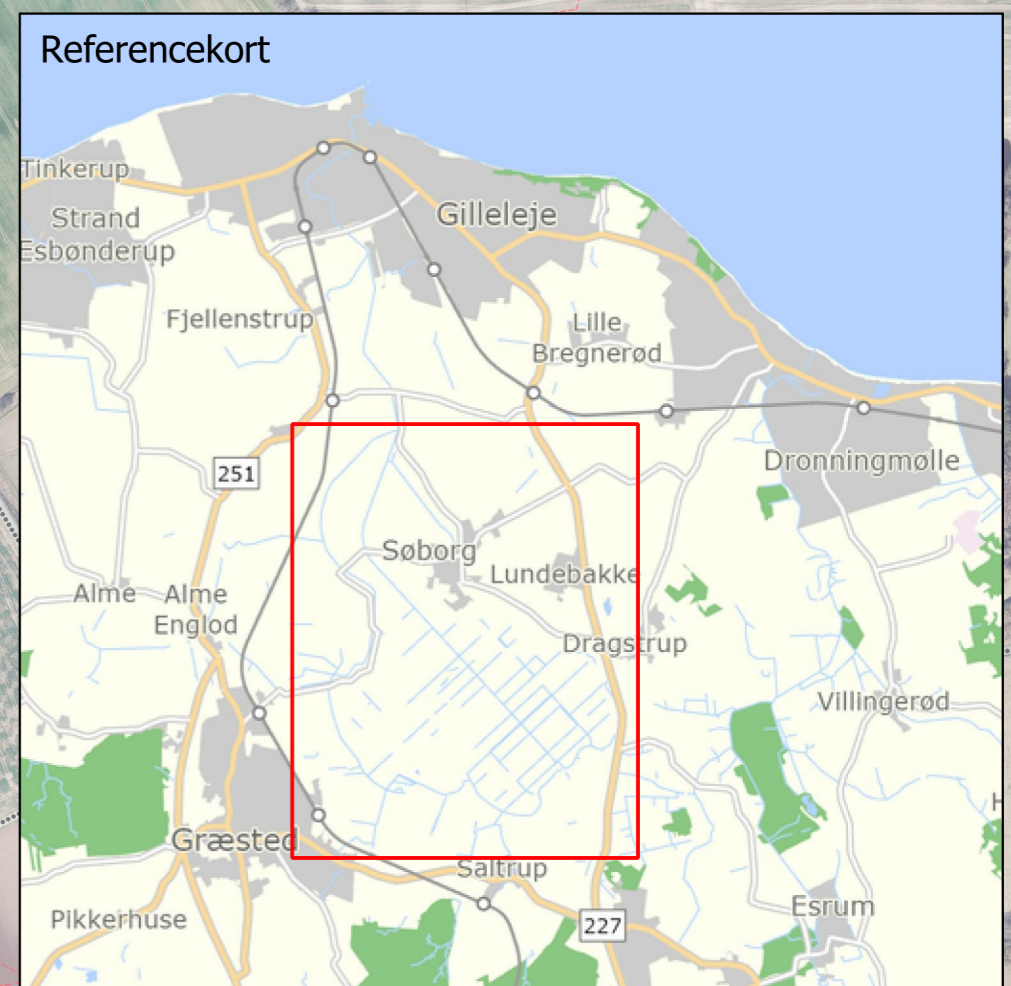 Referencekort
Tinkerup
Strand
Esbønderup
Gilleleje
Fjellenstrup
Lille
Bregnerød
251
Dronningmølle
Søborg
Lundebakke
Alme
Alme
Englod
Dragstrup
Villingerød
H
Græsted
Saltrup
Pikkerhuse
227
Esrum